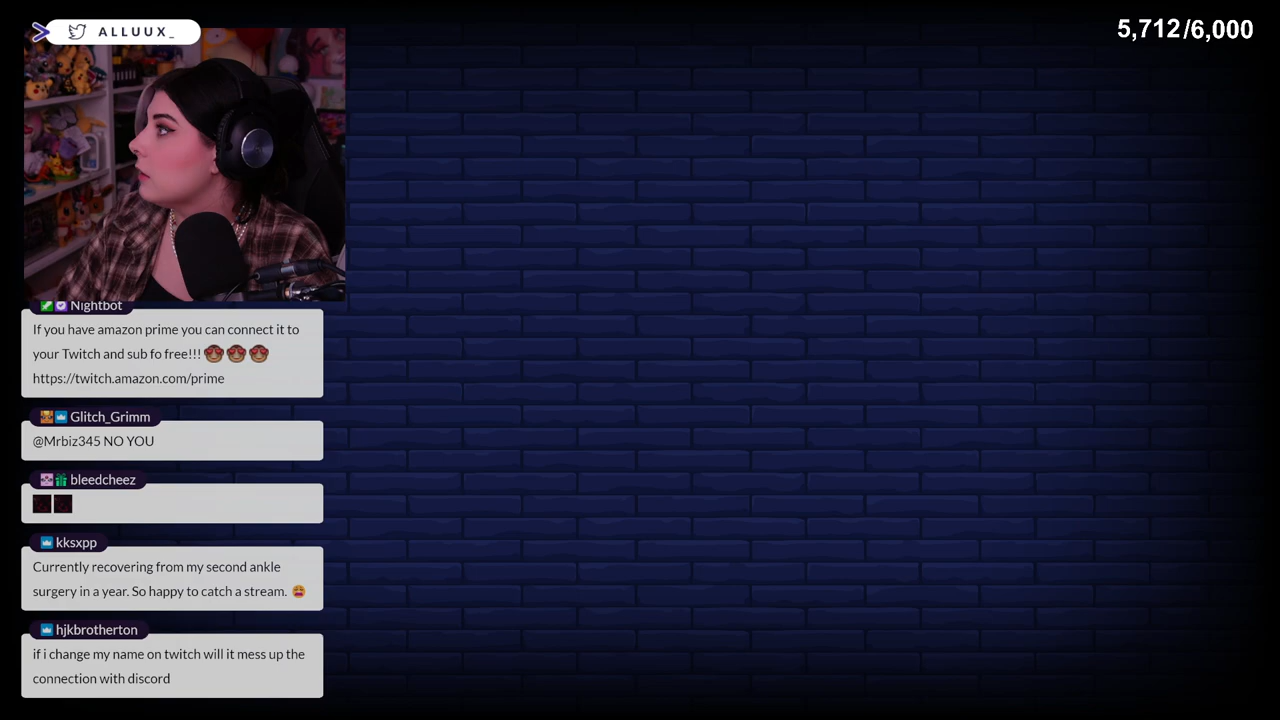 ALLUUX_
5,712/6,000
Nightbot
If you have amazon prime you can connect it to
your Twitch and sub fo free!!!
https://twitch.amazon.com/prime
Glitch_Grimm
@Mrbiz345 NO YOU
bleedcheez
kksxpp
Currently recovering from my second ankle
surgery in a year. So happy to catch a stream.
hjkbrotherton
if i change my name on twitch will it mess up the
connection with discord